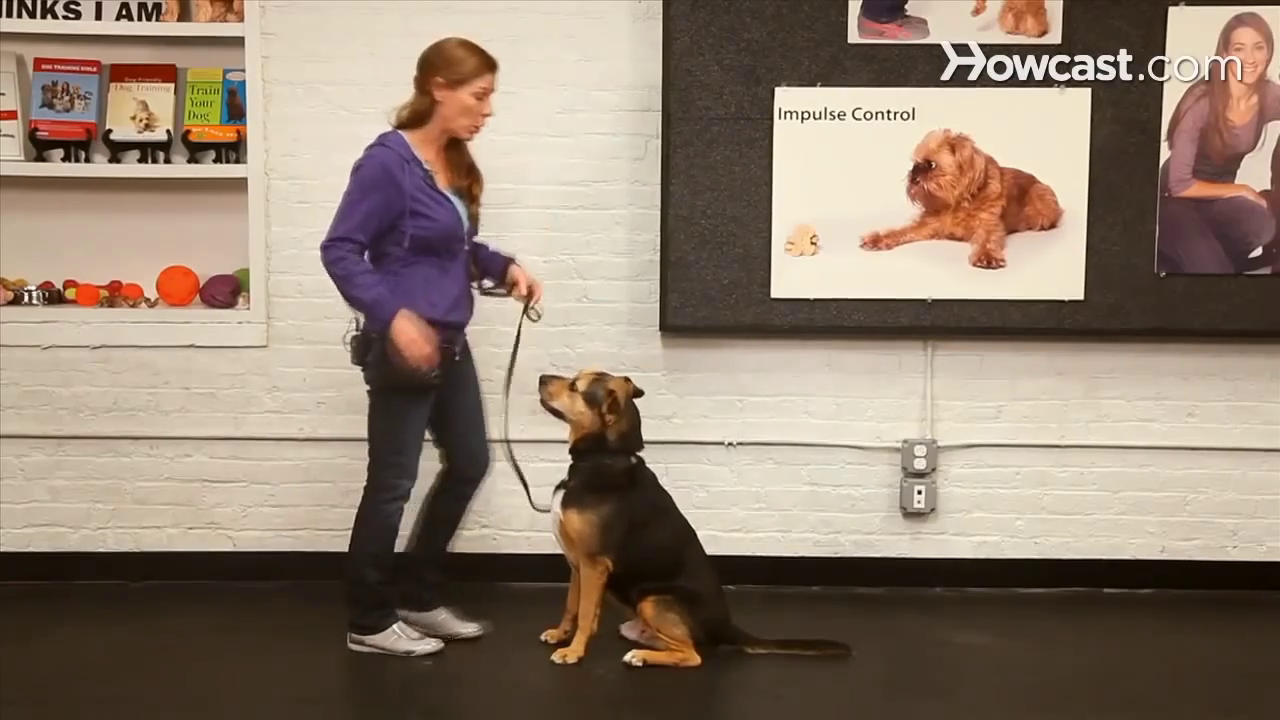 INKS I AM
DOG TRAINING BIBLE
Dog-Friendly
Dog Training
Train
Your
Dog
Howcast.com
Impulse Control